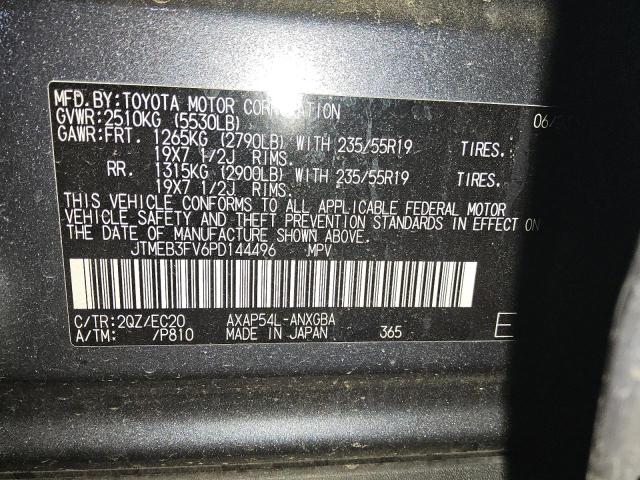 MFD.BY:TOYOTA MOTOR CORPORATION 06/
GVWR:2510KG (5530LB)
GAWR:FRT. 1265KG (2790LB) WITH 235/55R19 TIRES:
19X7 1/2J RIMS.
RR. 1315KG (2900LB) WITH 235/55R19 TIRES:
19X7 1/2J RIMS.
THIS VEHICLE CONFORMS TO ALL APPLICABLE FEDERAL MOTOR
VEHICLE SAFETY AND THEFT PREVENTION STANDARDS IN EFFECT ON
THE DATE OF MANUFACTURE SHOWN ABOVE.
JTMEB3FV6PD144496 MPV
C/TR:2QZ/EC20 AXAP54L-ANXGBA
A/TM: /P810 MADE IN JAPAN 365 E